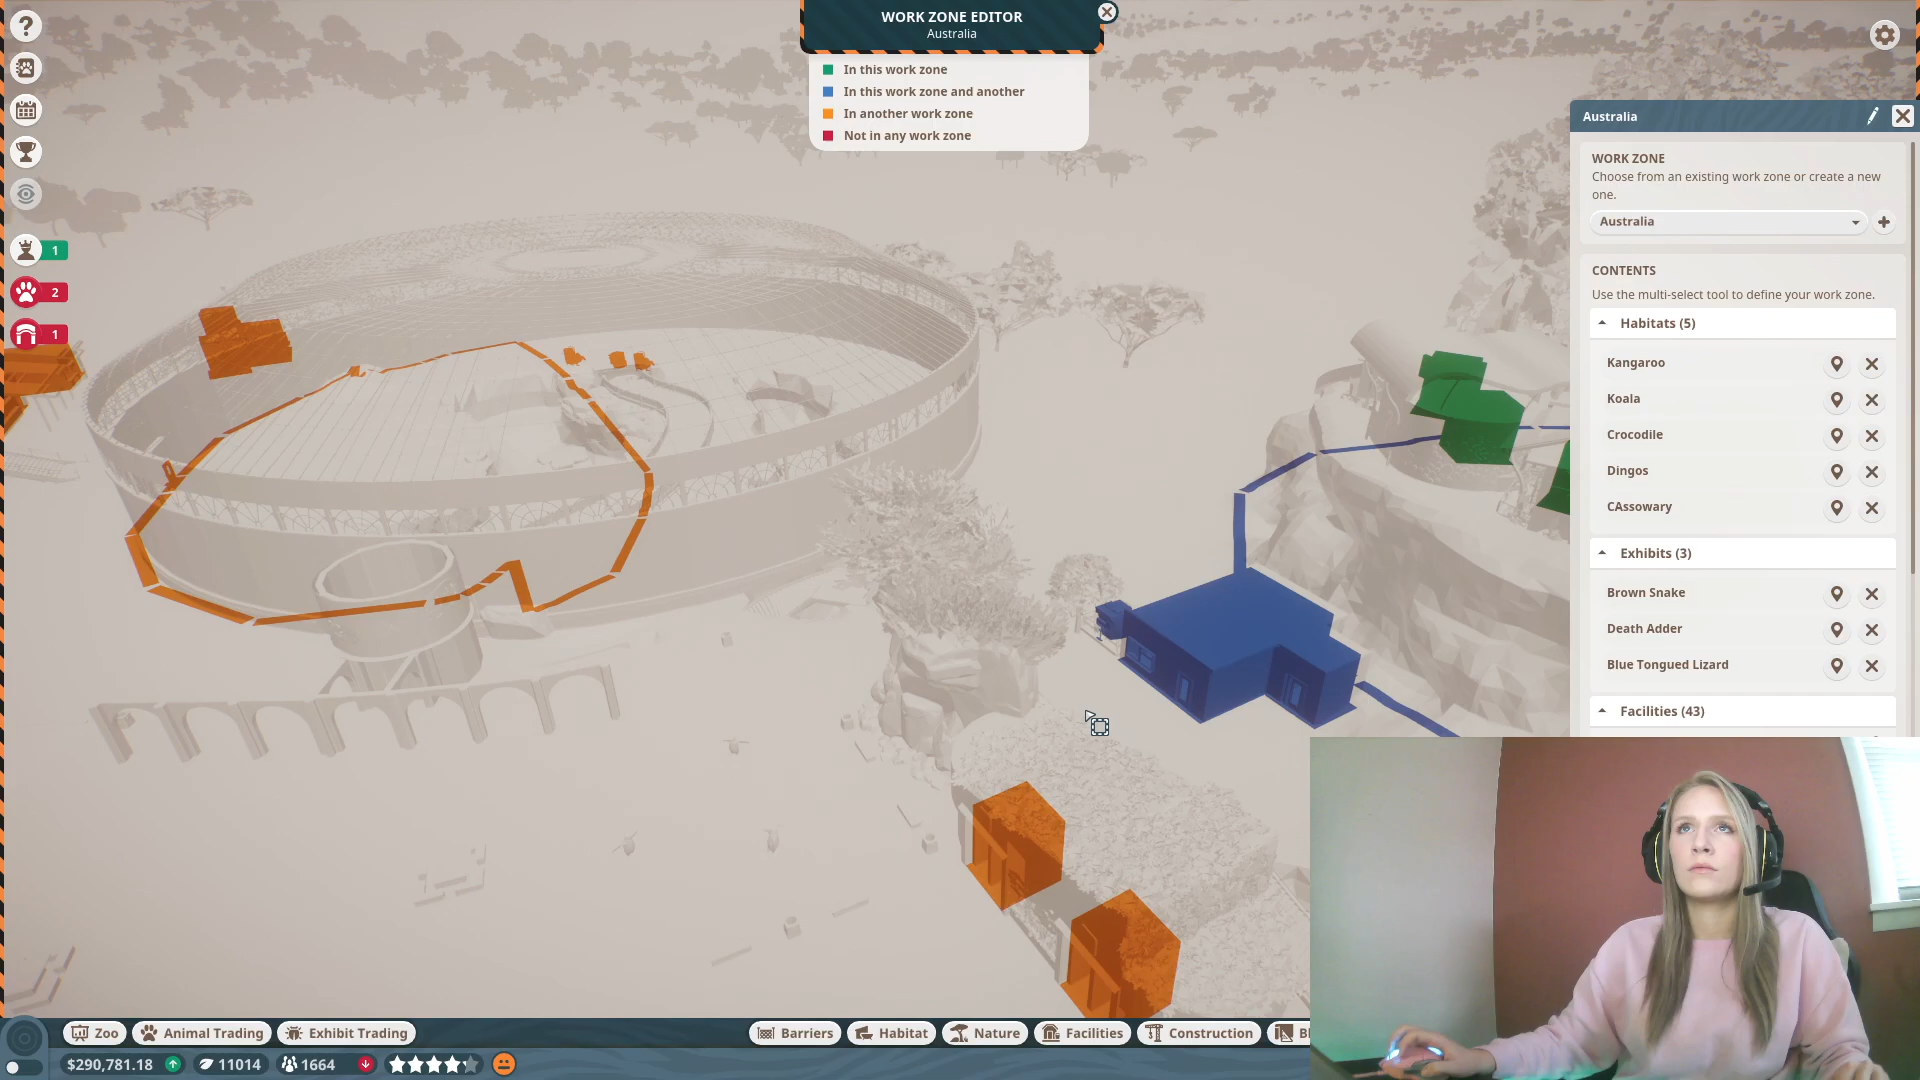 WORK ZONE EDITOR
Australia
In this work zone
In this work zone and another
In another work zone
Not in any work zone
1
2
1
Australia
WORK ZONE
Choose from an existing work zone or create a new
one.
Australia
CONTENTS
Use the multi-select tool to define your work zone.
Habitats (5)
Kangaroo
Koala
Crocodile
Dingos
CAssowary
Exhibits (3)
Brown Snake
Death Adder
Blue Tongued Lizard
Facilities (43)
Zoo
Animal Trading
Exhibit Trading
Barriers
Habitat
Nature
Facilities
Construction
Bl
$290,781.18
11014
1664